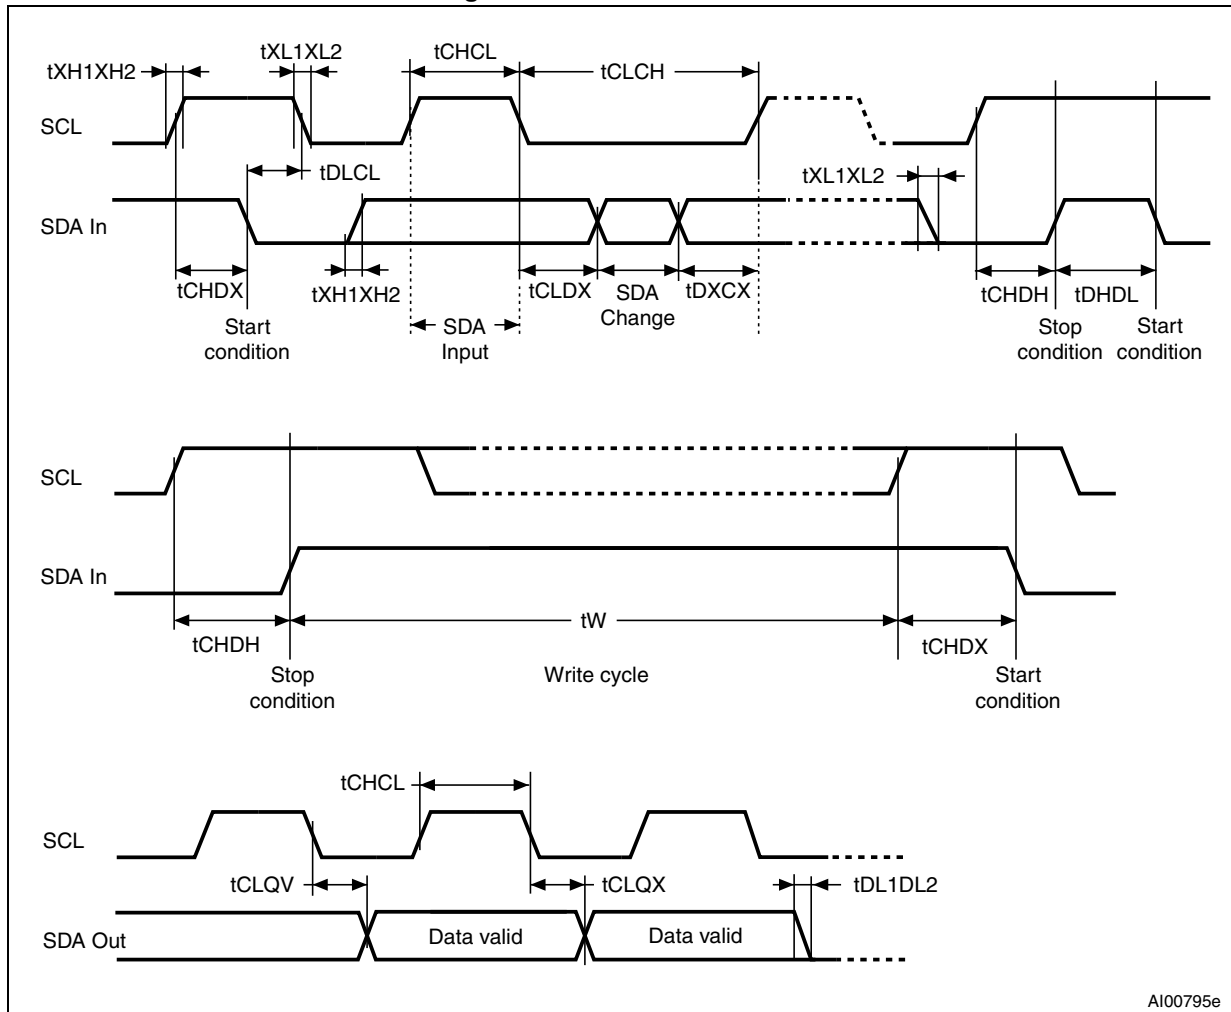 tXH1XH2
tXL1XL2
tCHCL
tCLCH
SCL
tDLCL
tXL1XL2
SDA In
tCHDX
tXH1XH2
tCLDX
SDA
Change
tDXCX
tCHDH
tDHDL
Start
condition
SDA
Input
Stop
condition
Start
condition
SCL
SDA In
tCHDH
tW
tCHDX
Stop
condition
Write cycle
Start
condition
tCHCL
SCL
tCLQV
tCLQX
tDL1DL2
SDA Out
Data valid
Data valid
AI00795e